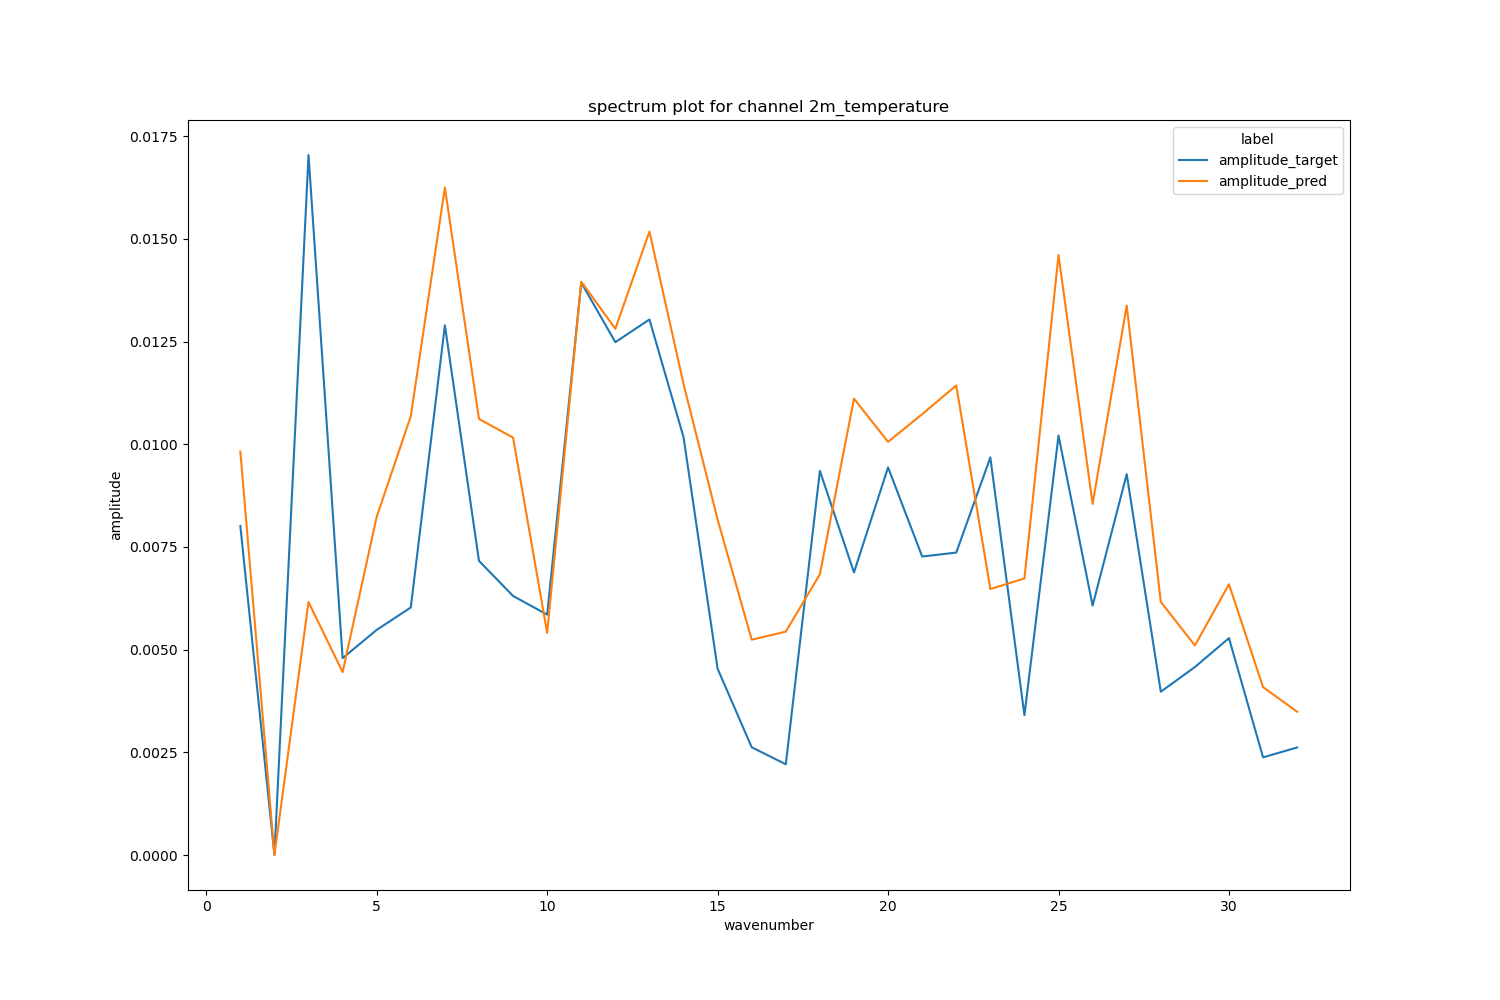 spectrum plot for channel 2m_temperature
label
amplitude_target
amplitude_pred
0.0175
0.0150
0.0125
0.0100
0.0075
0.0050
0.0025
0.0000
amplitude
0 5 10 15 20 25 30
wavenumber